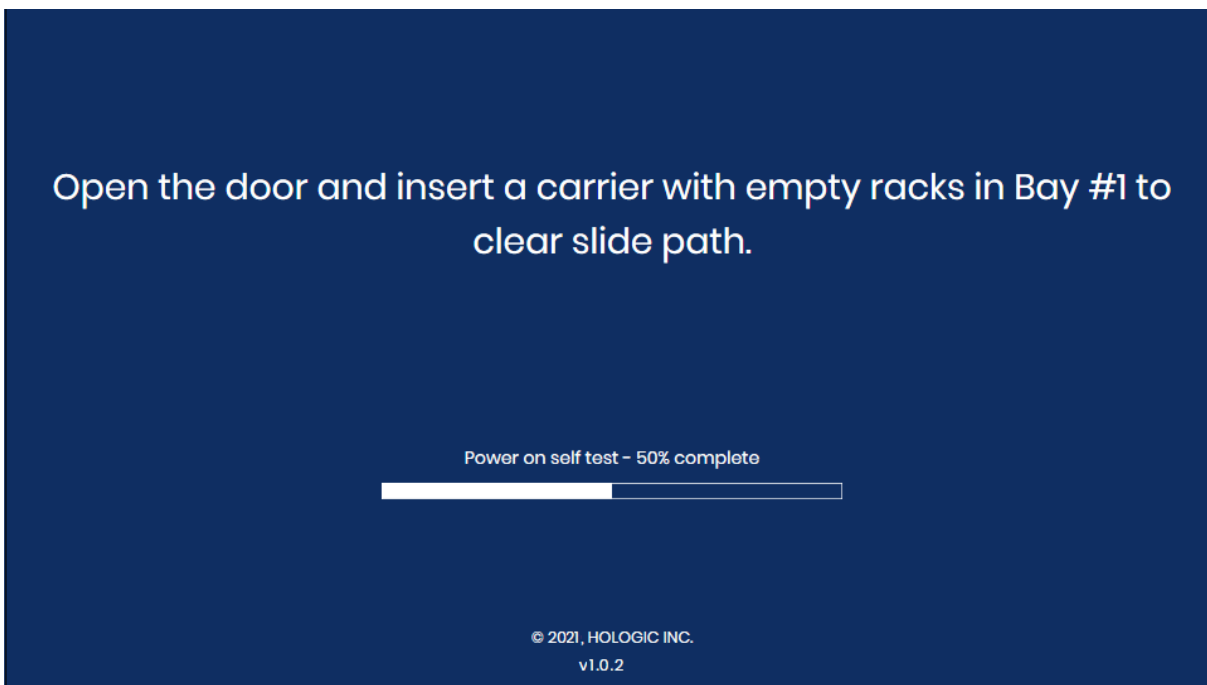 Open the door and insert a carrier with empty racks in Bay #1 to
clear slide path.
Power on self test - 50% complete
© 2021, HOLOGIC INC.
v1.0.2